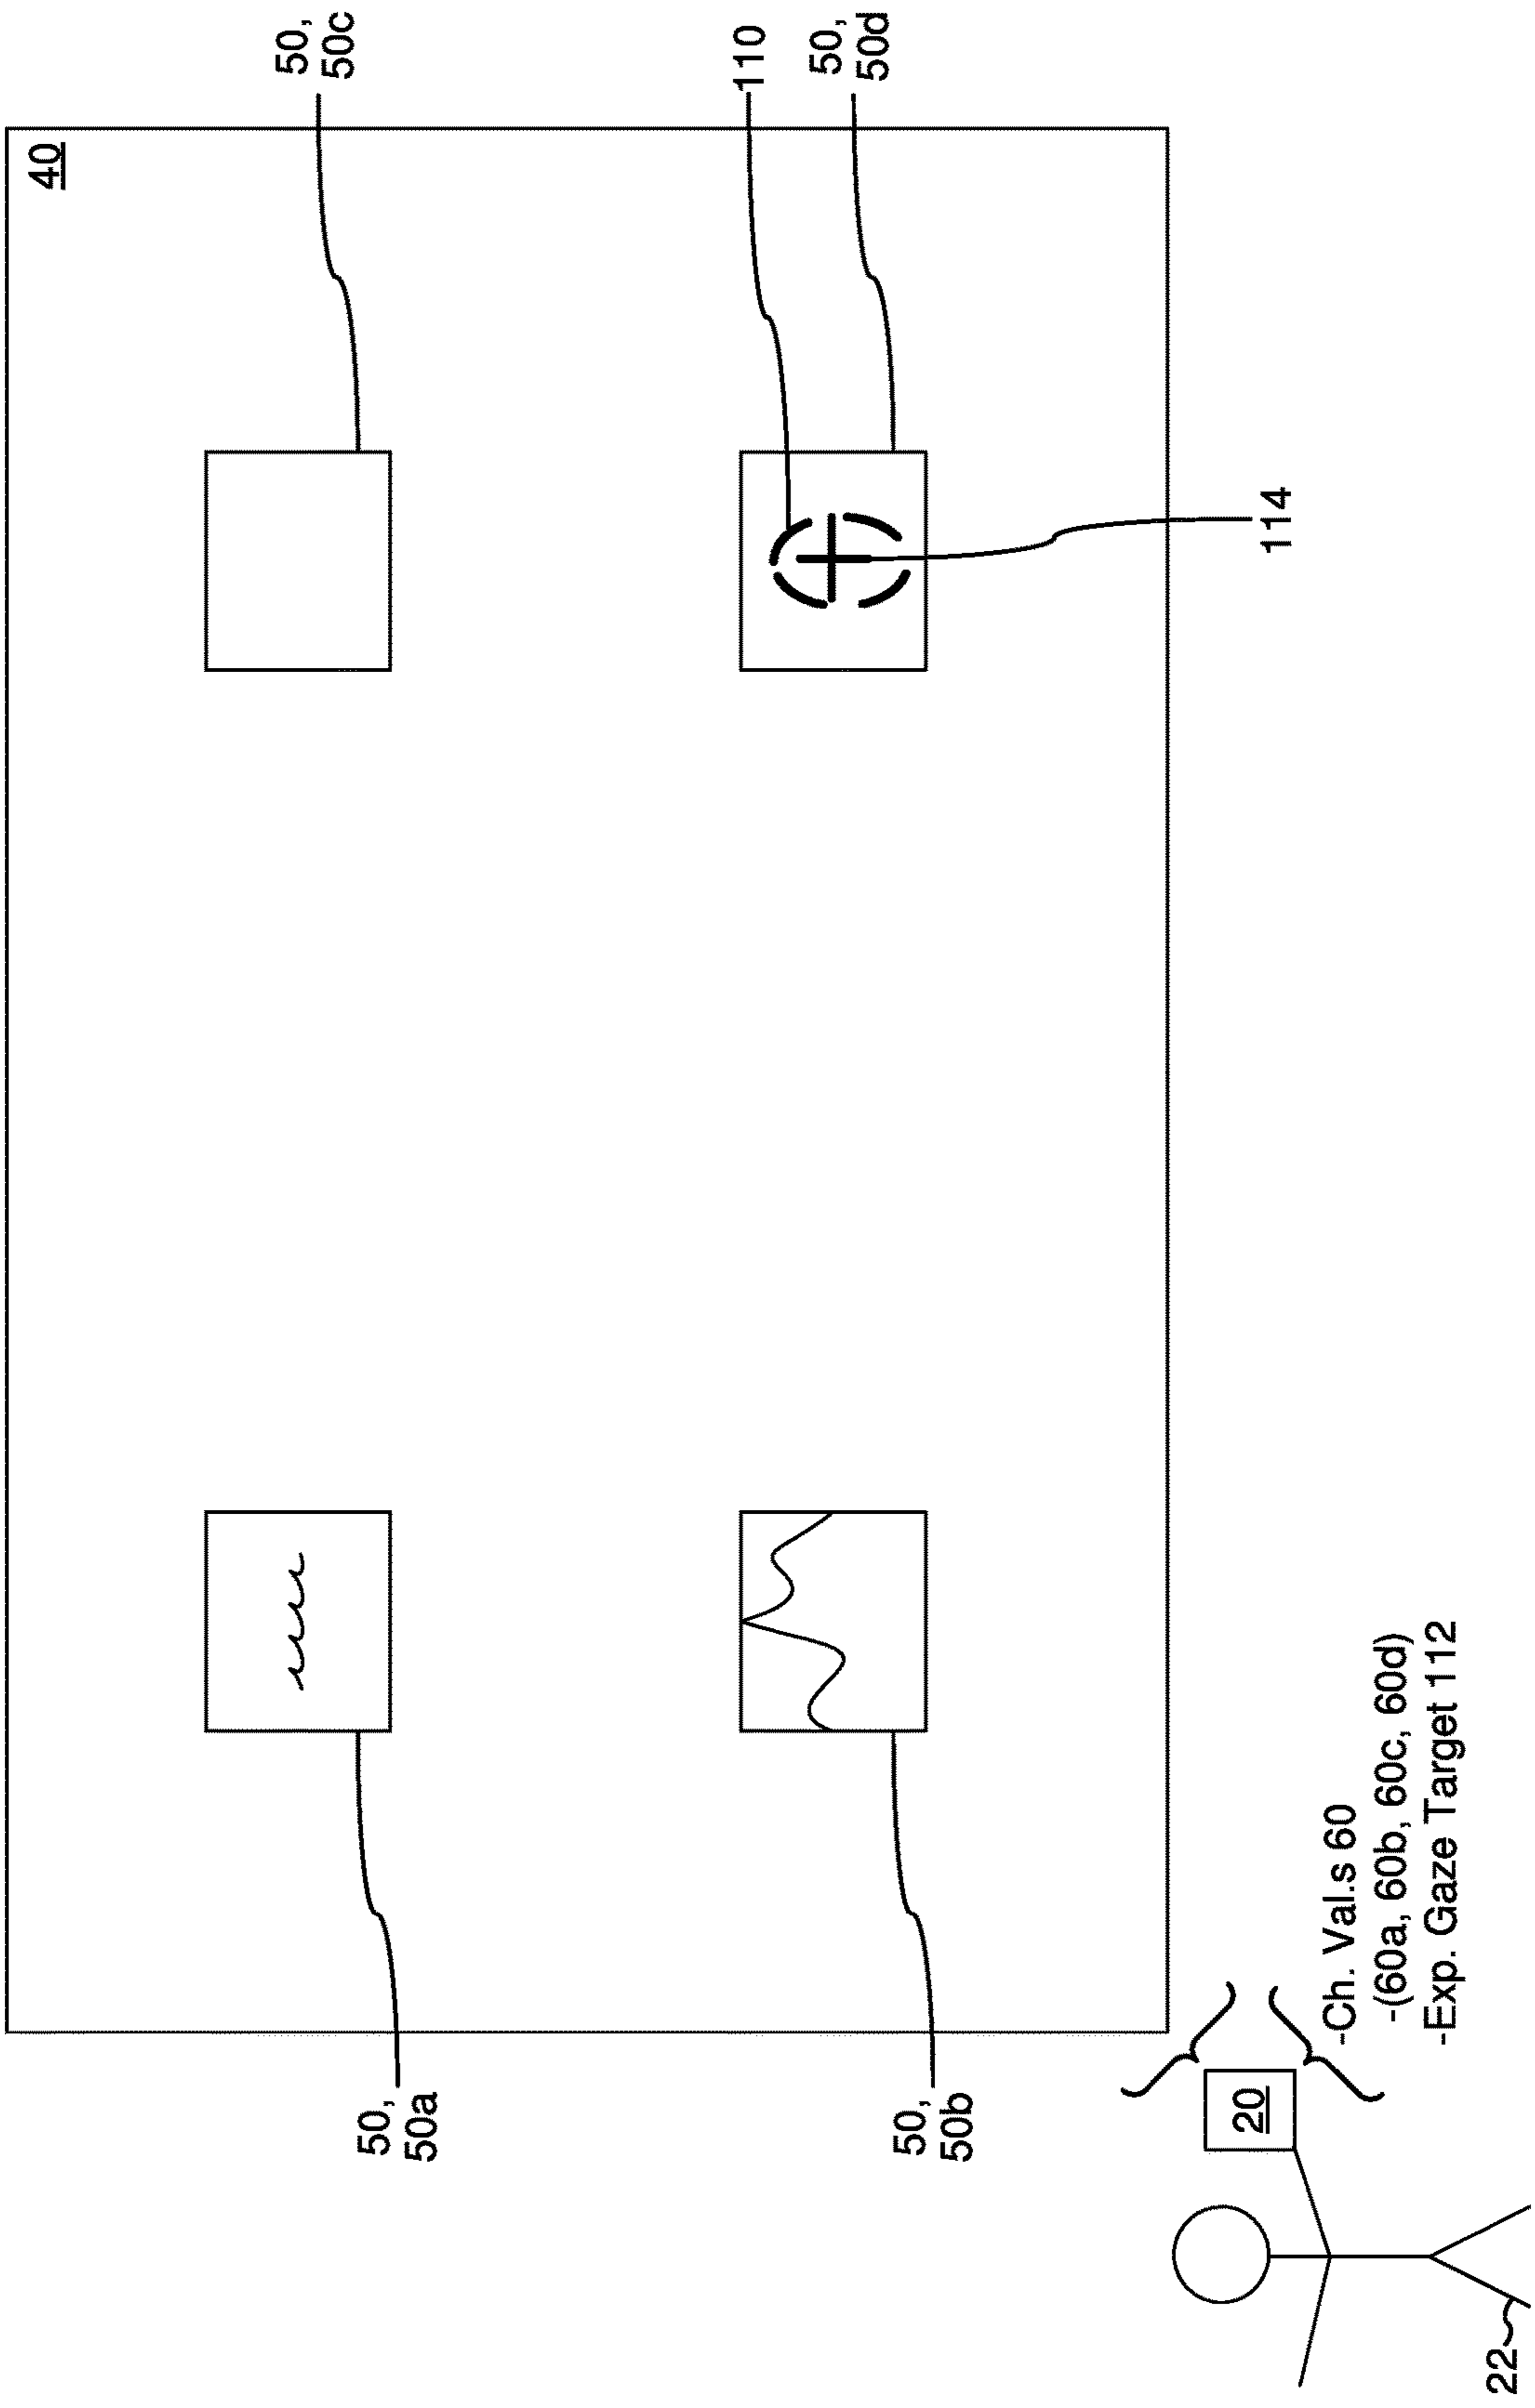 40
50,
50c
110
50,
50d
114
50,
50a
50,
50b
20
-Ch. Val.s 60
-(60a, 60b, 60c, 60d)
-Exp. Gaze Target 112
22